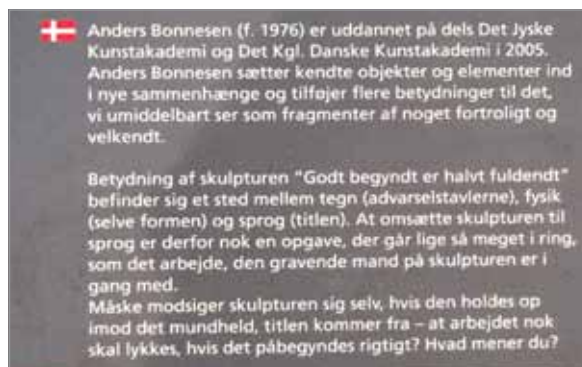 Anders Bonnesen (f. 1976) er uddannet på dels Det Jyske
Kunstakademi og Det Kgl. Danske Kunstakademi i 2005.
Anders Bonnesen sætter kendte objekter og elementer ind
i nye sammenhænge og tilføjer flere betydninger til det,
vi umiddelbart ser som fragmenter af noget fortroligt og
velkendt.
Betydning af skulpturen "Godt begyndt er halvt fuldendt"
befinder sig et sted mellem tegn (advarselstavlerne), fysik
(selve formen) og sprog (titlen). At omsætte skulpturen til
sprog er derfor nok en opgave, der går lige så meget i ring,
som det arbejde, den gravende mand på skulpturen er i
gang med.
Måske modsiger skulpturen sig selv, hvis den holdes op
imod det mundheld, titlen kommer fra – at arbejdet nok
skal lykkes, hvis det påbegyndes rigtigt? Hvad mener du?